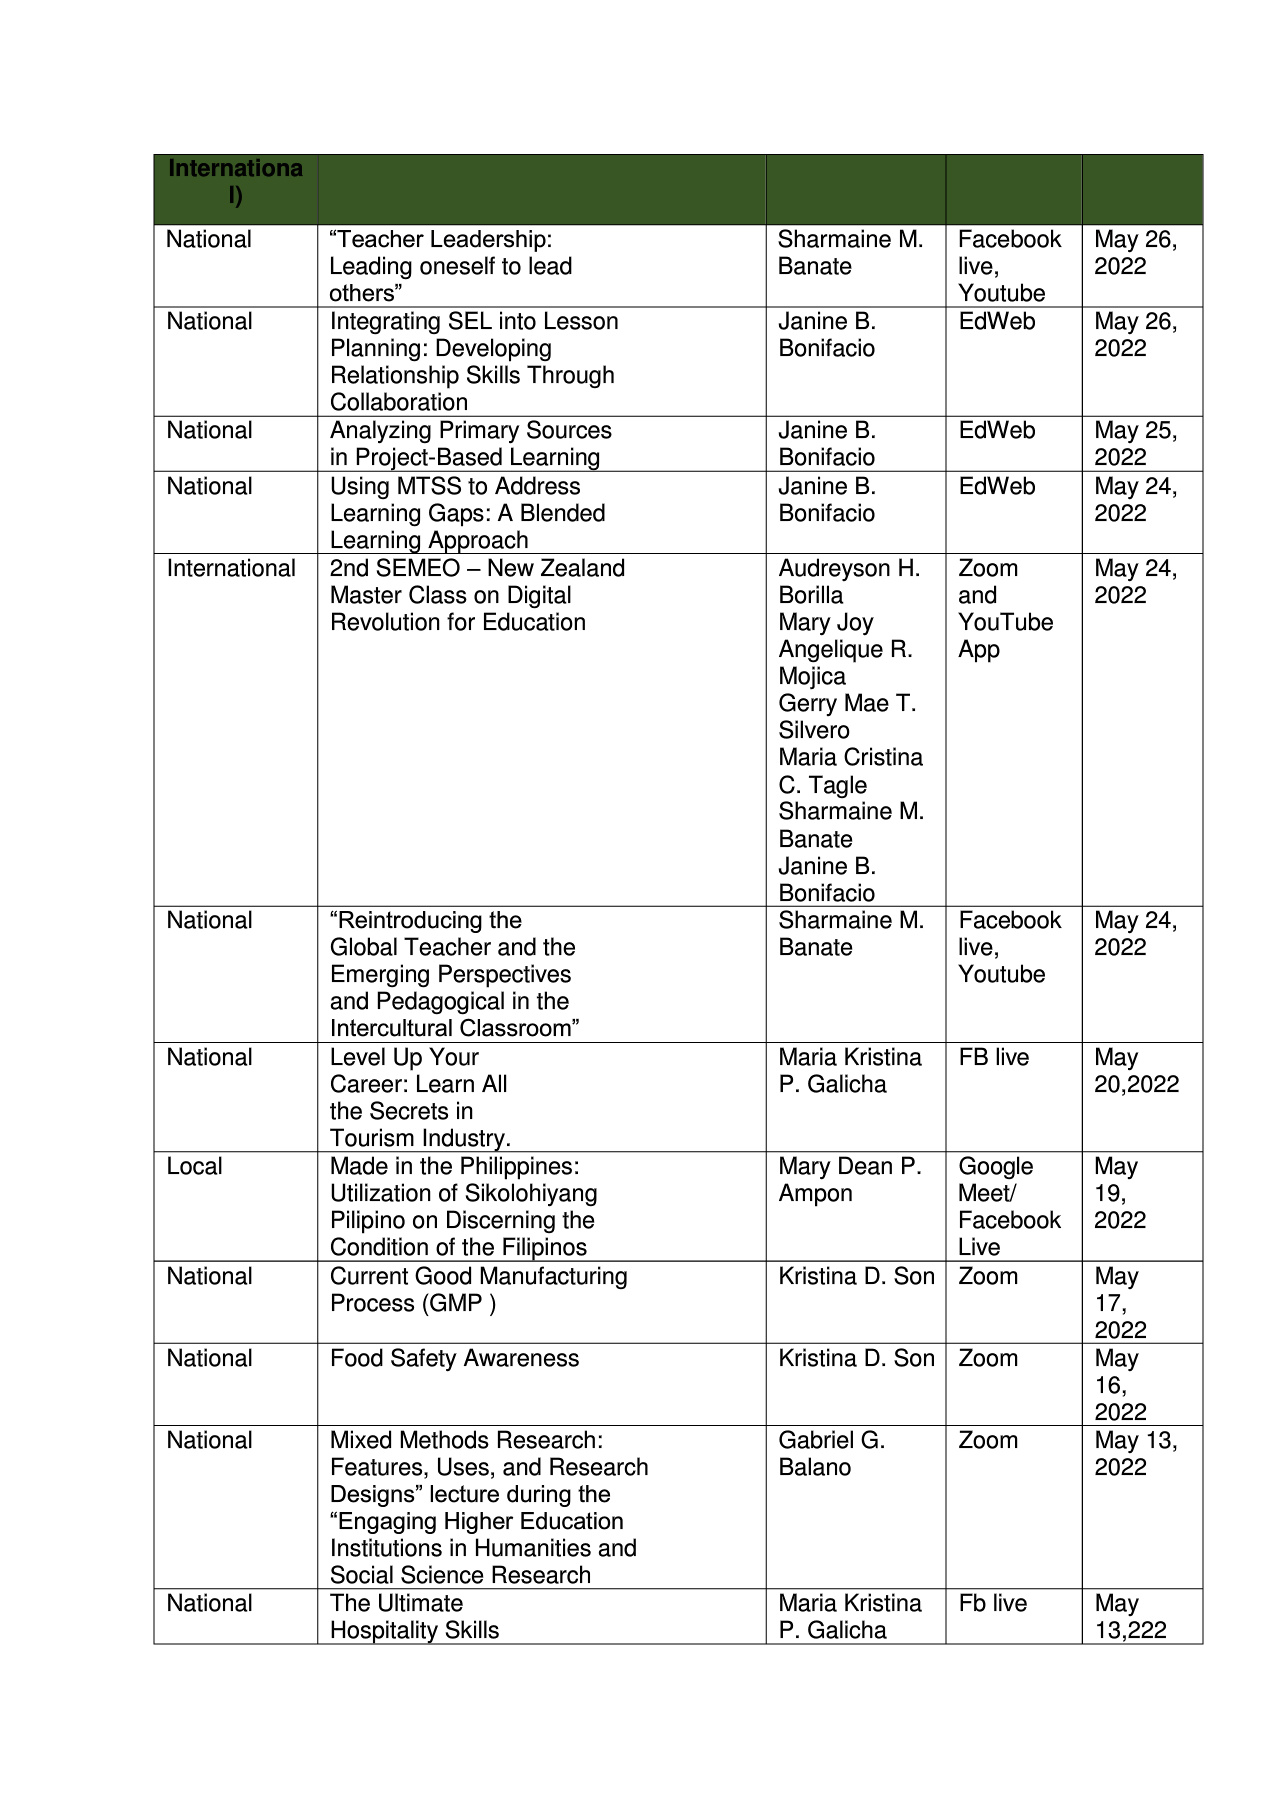 Internationa
l)
National
“Teacher Leadership:
Leading oneself to lead
others”
Sharmaine M.
Banate
Facebook
live,
Youtube
May 26,
2022
National
Integrating SEL into Lesson
Planning: Developing
Relationship Skills Through
Collaboration
Janine B.
Bonifacio
EdWeb
May 26,
2022
National
Analyzing Primary Sources
in Project-Based Learning
Janine B.
Bonifacio
EdWeb
May 25,
2022
National
Using MTSS to Address
Learning Gaps: A Blended
Learning Approach
Janine B.
Bonifacio
EdWeb
May 24,
2022
International
2nd SEMEO – New Zealand
Master Class on Digital
Revolution for Education
Audreyson H.
Borilla
Mary Joy
Angelique R.
Mojica
Gerry Mae T.
Silvero
Maria Cristina
C. Tagle
Sharmaine M.
Banate
Janine B.
Bonifacio
Zoom
and
YouTube
App
May 24,
2022
National
“Reintroducing the
Global Teacher and the
Emerging Perspectives
and Pedagogical in the
Intercultural Classroom”
Sharmaine M.
Banate
Facebook
live,
Youtube
May 24,
2022
National
Level Up Your
Career: Learn All
the Secrets in
Tourism Industry.
Maria Kristina
P. Galicha
FB live
May
20,2022
Local
Made in the Philippines:
Utilization of Sikolohiyang
Pilipino on Discerning the
Condition of the Filipinos
Mary Dean P.
Ampon
Google
Meet/
Facebook
Live
May
19,
2022
National
Current Good Manufacturing
Process (GMP )
Kristina D. Son
Zoom
May
17,
2022
National
Food Safety Awareness
Kristina D. Son
Zoom
May
16,
2022
National
Mixed Methods Research:
Features, Uses, and Research
Designs” lecture during the
“Engaging Higher Education
Institutions in Humanities and
Social Science Research
Gabriel G.
Balano
Zoom
May 13,
2022
National
The Ultimate
Hospitality Skills
Maria Kristina
P. Galicha
Fb live
May
13,222